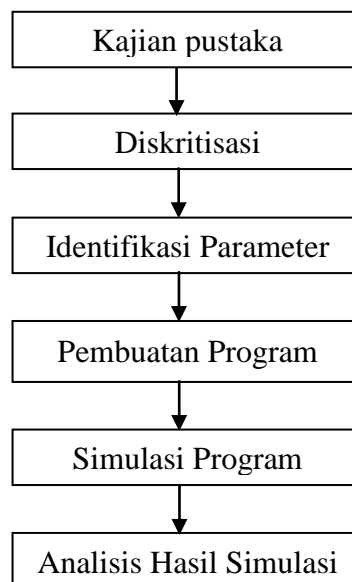 Kajian pustaka
Diskritisasi
Identifikasi Parameter
Pembuatan Program
Simulasi Program
Analisis Hasil Simulasi